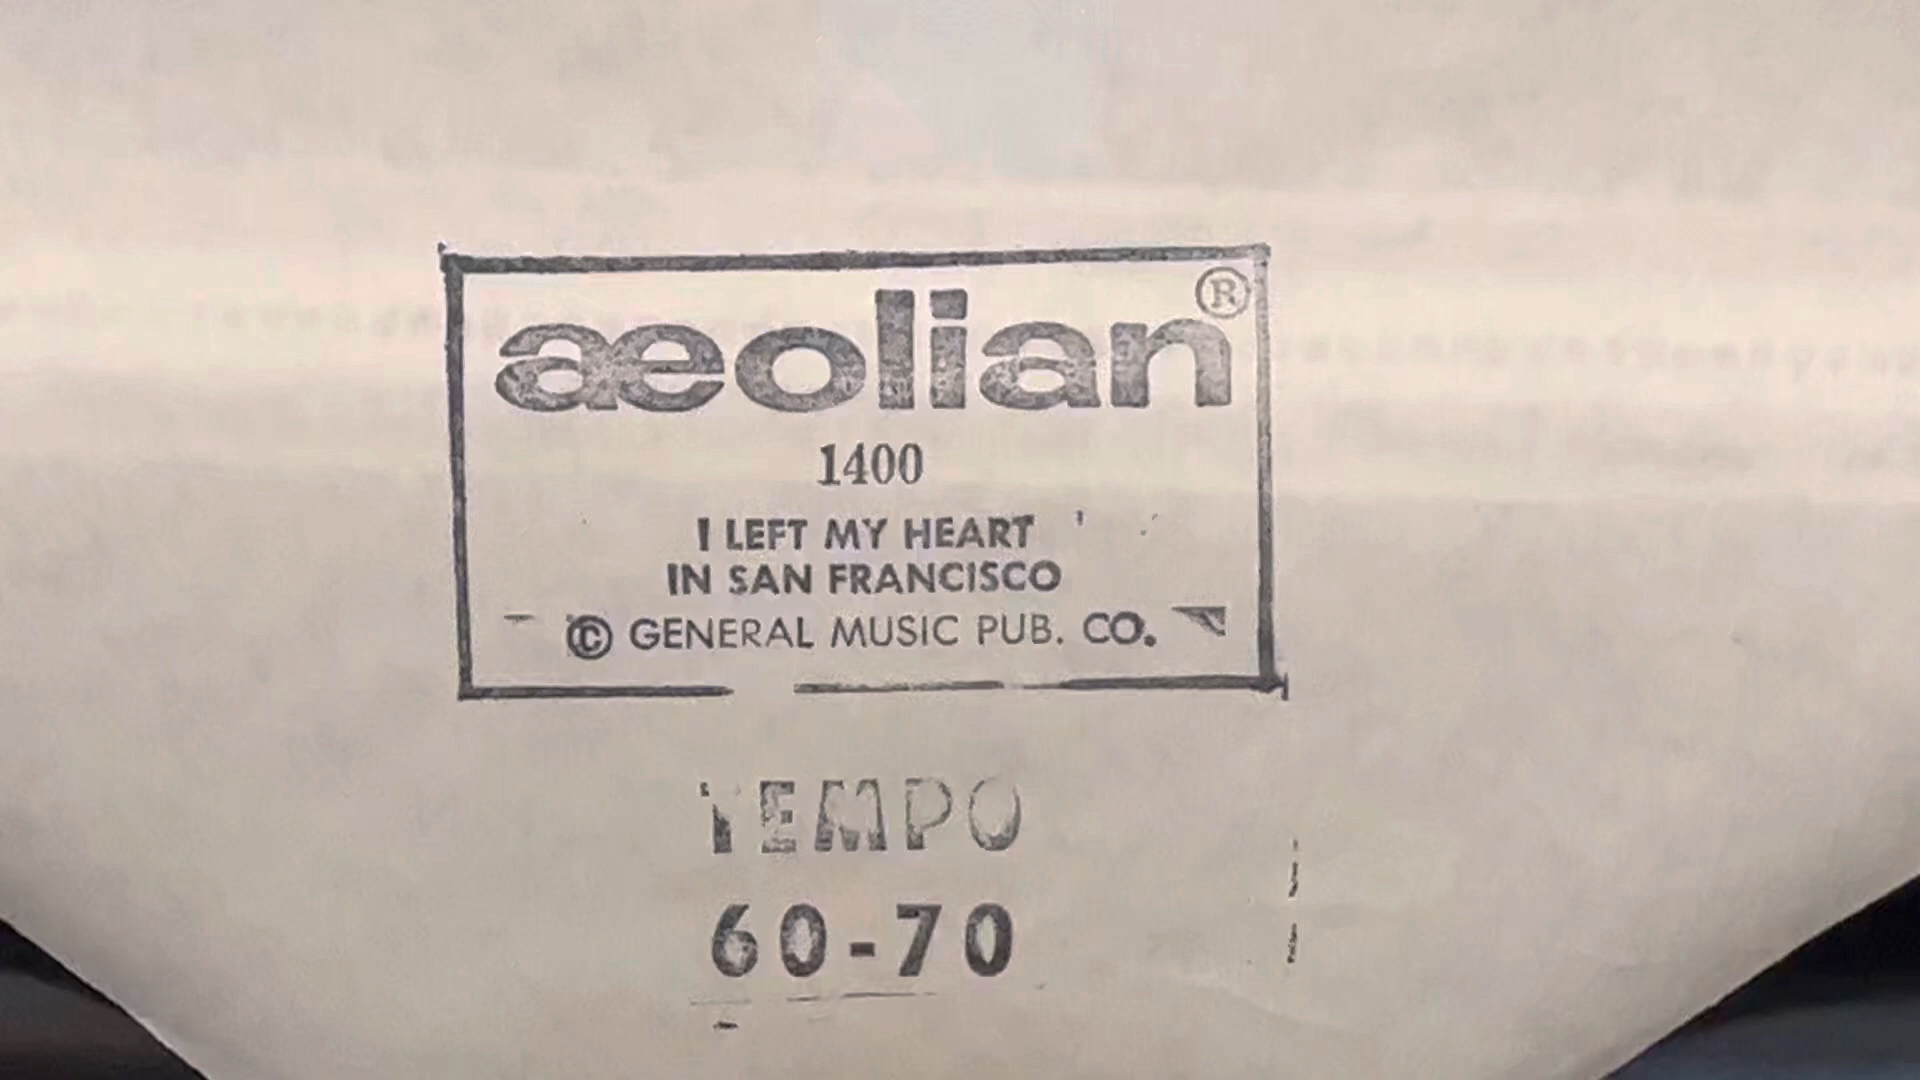 aeolian®
1400
I LEFT MY HEART
IN SAN FRANCISCO
© GENERAL MUSIC PUB. CO.
TEMPO
60-70